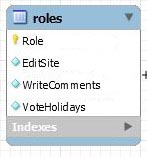 roles
Role
EditSite
WriteComments
VoteHolidays
Indexes